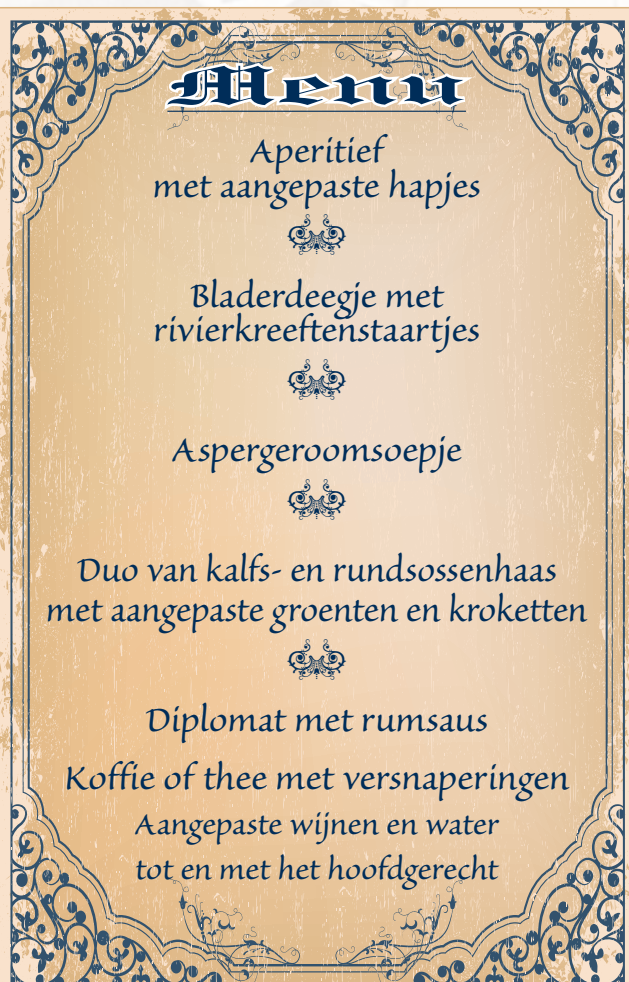 Menu
Aperitief
met aangepaste hapjes
Bladerdeegje met
rivierkreeftenstaartjes
Aspergeroomsoepje
Duo van kalfs- en rundsossenhaas
met aangepaste groenten en kroketten
Diplomat met rumsaus
Koffie of thee met versnaperingen
Aangepaste wijnen en water
tot en met het hoofdgerecht